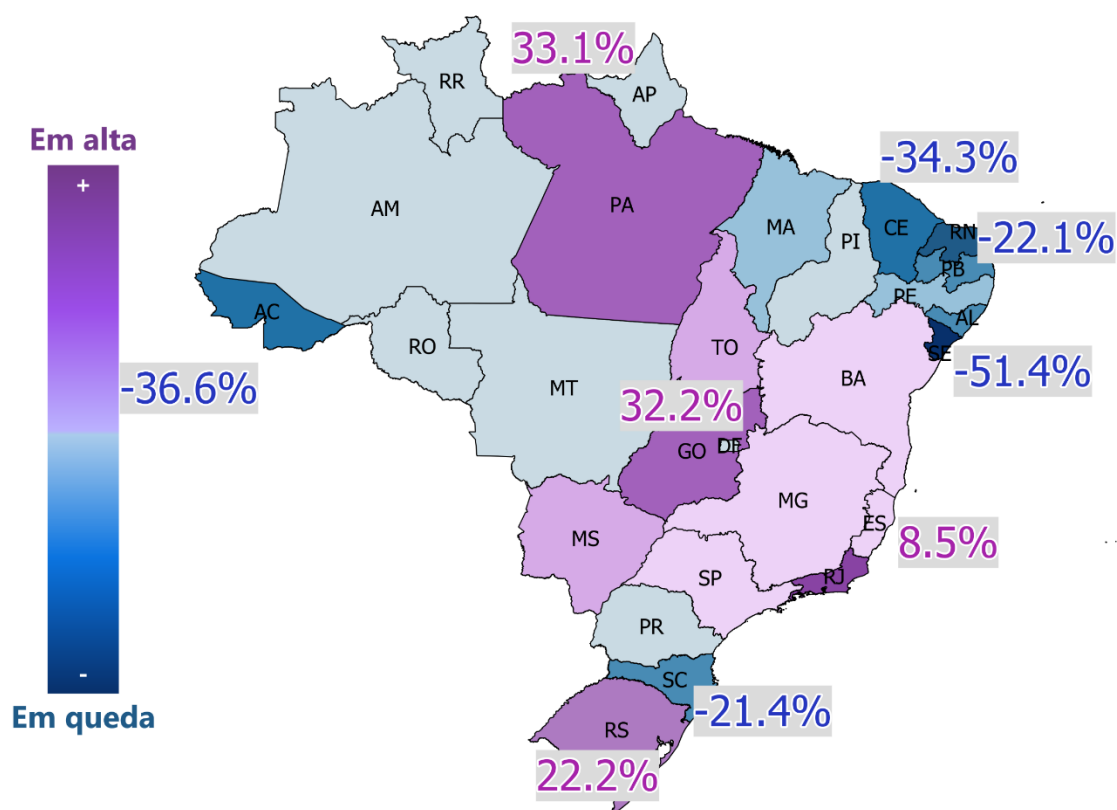 33.1%
RR
AP
Em alta
+
-34.3%
AM
PA
MA
PI
CE
RN
-22.1%
PB
PE
AC
AL
RO
TO
SE
-36.6%
MT
BA
-51.4%
32.2%
GO
DF
MG
ES
MS
8.5%
SP
RJ
PR
-
SC
Em queda
-21.4%
RS
22.2%